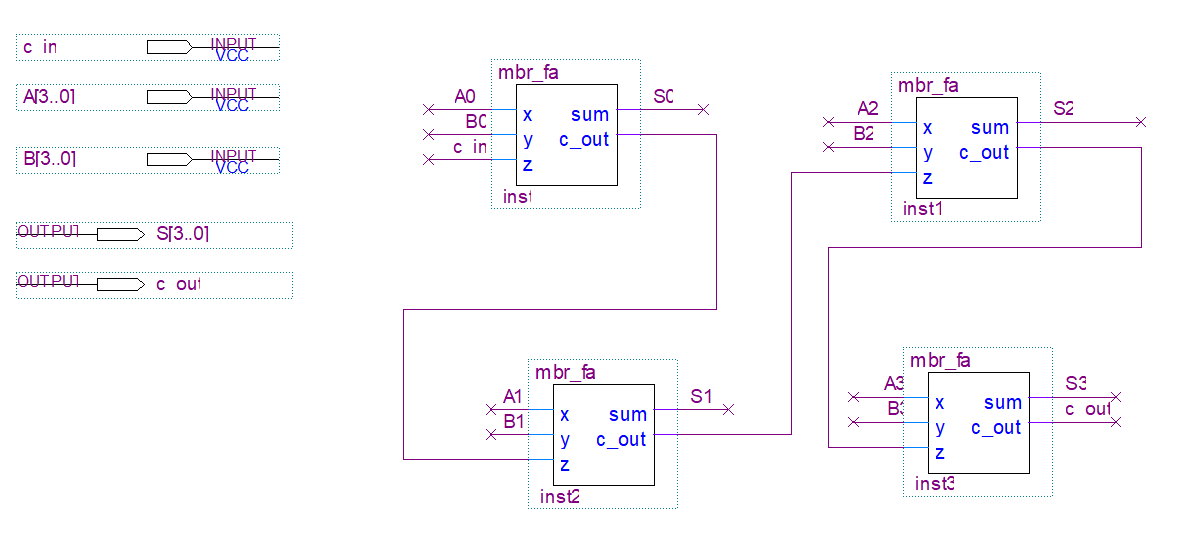 c_in
INPUT
VCC
A[3..0]
INPUT
VCC
B[3..0]
INPUT
VCC
OUTPUT
S[3..0]
OUTPUT
c_out
mbr_fa
A0
B0
c_in
x
y
z
sum
c_out
S0
inst
mbr_fa
A2
B2
x
y
z
sum
c_out
S2
inst1
mbr_fa
A1
B1
x
y
z
sum
c_out
S1
inst2
mbr_fa
A3
B3
x
y
z
sum
c_out
S3
c_out
inst3